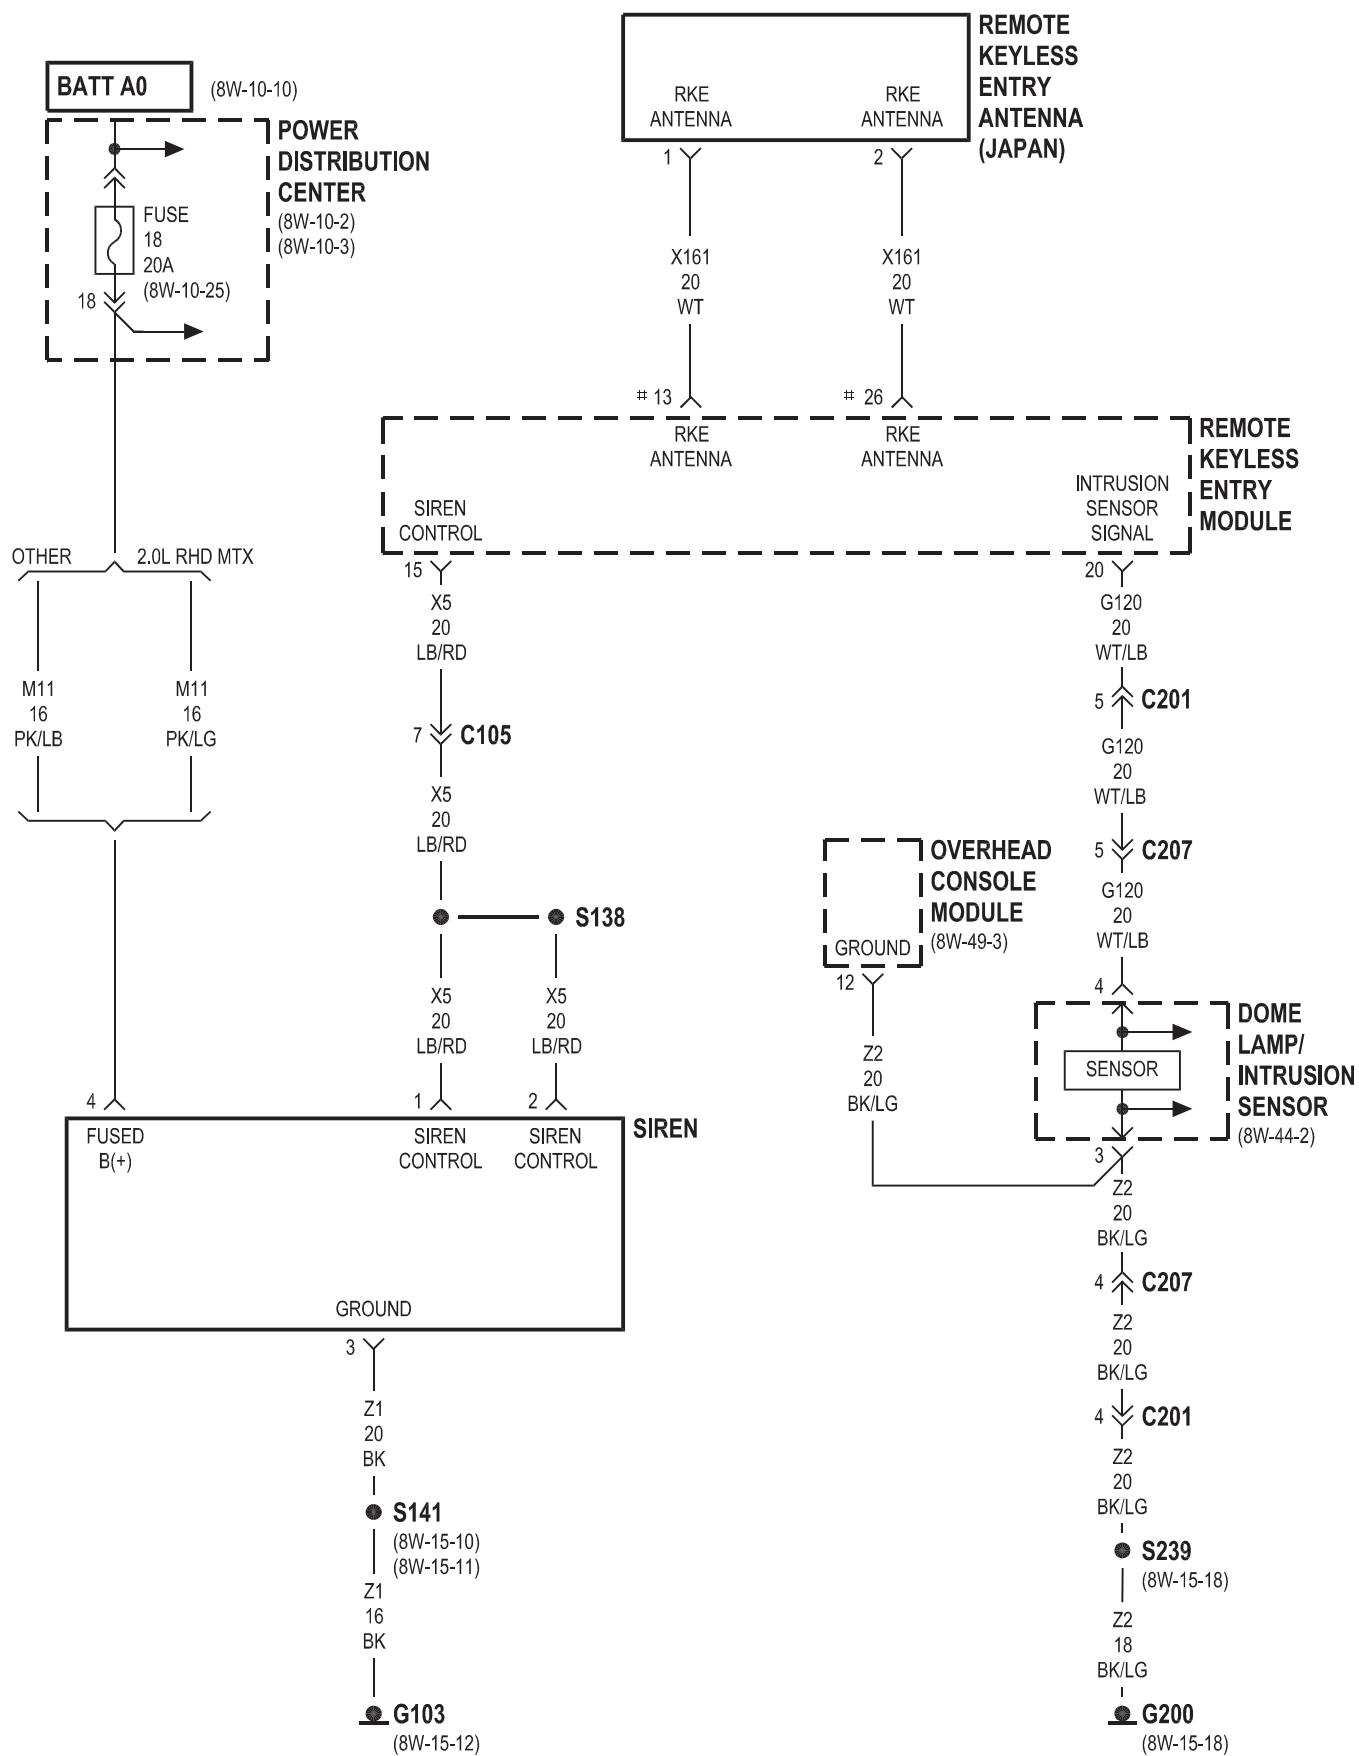 BATT A0
(8W-10-10)
POWER
DISTRIBUTION
CENTER
(8W-10-2)
(8W-10-3)
FUSE
18
20A
(8W-10-25)
18
REMOTE
KEYLESS
ENTRY
ANTENNA
(JAPAN)
RKE
ANTENNA
RKE
ANTENNA
1
2
X161
20
WT
X161
20
WT
# 13
# 26
RKE
ANTENNA
RKE
ANTENNA
SIREN
CONTROL
INTRUSION
SENSOR
SIGNAL
REMOTE
KEYLESS
ENTRY
MODULE
OTHER
2.0L RHD MTX
M11
16
PK/LB
M11
16
PK/LG
15
X5
20
LB/RD
7
C105
X5
20
LB/RD
S138
X5
20
LB/RD
X5
20
LB/RD
20
G120
20
WT/LB
5
C201
G120
20
WT/LB
5
C207
G120
20
WT/LB
4
OVERHEAD
CONSOLE
MODULE
(8W-49-3)
GROUND
12
Z2
20
BK/LG
SENSOR
DOME
LAMP/
INTRUSION
SENSOR
(8W-44-2)
3
Z2
20
BK/LG
4
C207
Z2
20
BK/LG
4
C201
Z2
20
BK/LG
S239
(8W-15-18)
Z2
18
BK/LG
G200
(8W-15-18)
4
1
2
SIREN
FUSED
B(+)
SIREN
CONTROL
SIREN
CONTROL
GROUND
3
Z1
20
BK
S141
(8W-15-10)
(8W-15-11)
Z1
16
BK
G103
(8W-15-12)